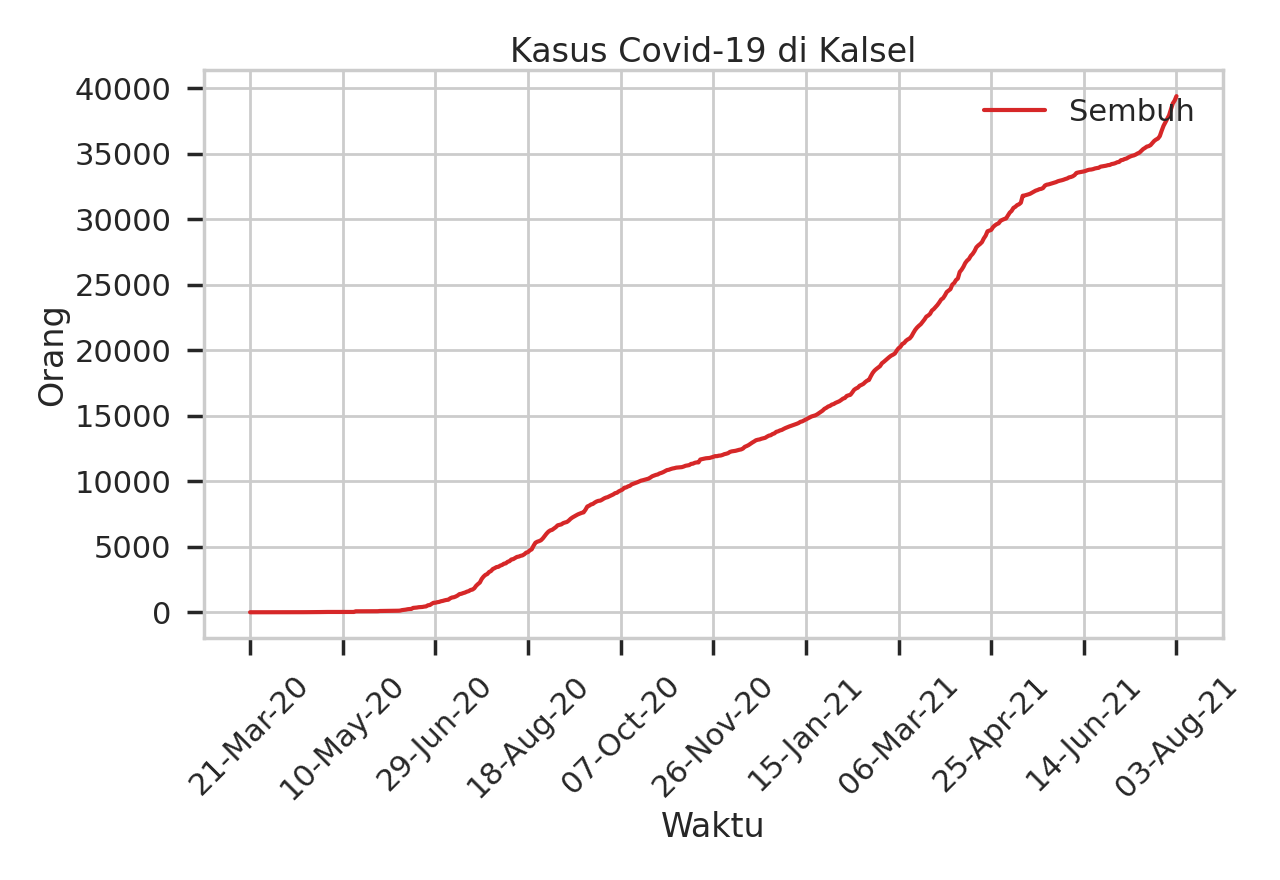 Kasus Covid-19 di Kalsel
Sembuh
Orang
40000
35000
30000
25000
20000
15000
10000
5000
0
21-Mar-20
10-May-20
29-Jun-20
18-Aug-20
07-Oct-20
26-Nov-20
15-Jan-21
06-Mar-21
25-Apr-21
14-Jun-21
03-Aug-21
Waktu